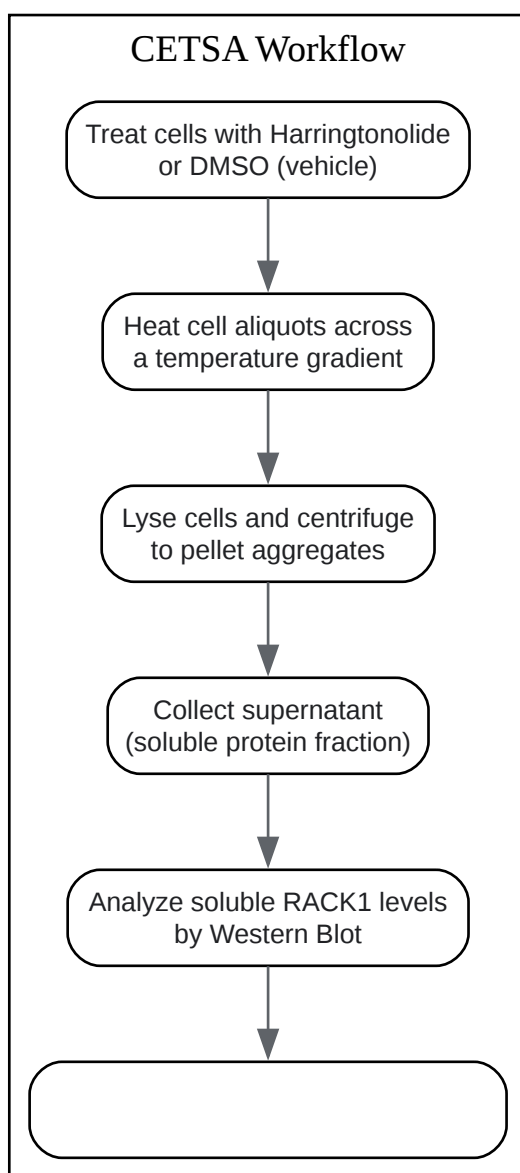 CETSA Workflow
Treat cells with Harringtonolide
or DMSO (vehicle)
Heat cell aliquots across
a temperature gradient
Lyse cells and centrifuge
to pellet aggregates
Collect supernatant
(soluble protein fraction)
Analyze soluble RACK1 levels
by Western Blot